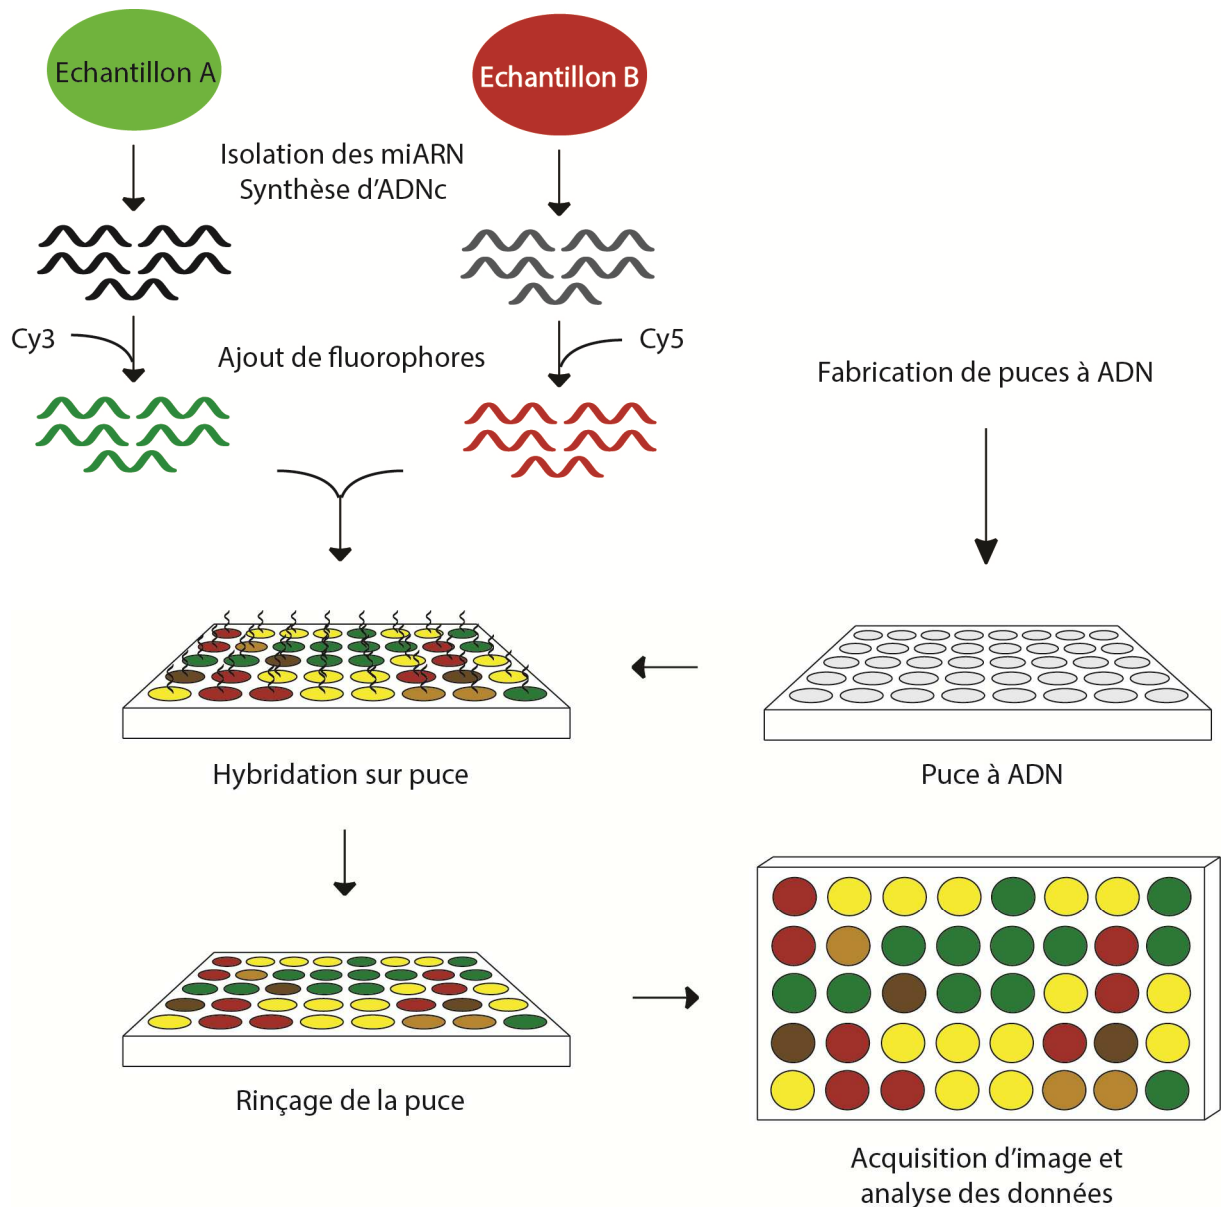 Echantillon A
Echantillon B
Isolation des miARN
Synthèse d'ADNc
Cy3
Ajout de fluorophores
Cy5
Fabrication de puces à ADN
Hybridation sur puce
Puce à ADN
Rinçage de la puce
Acquisition d'image et
analyse des données